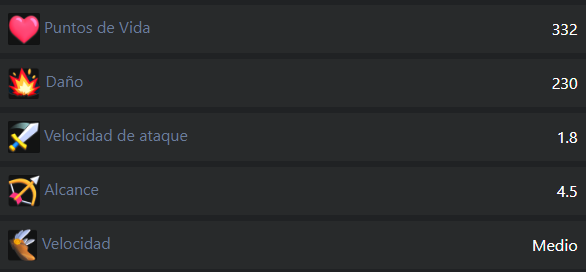 Puntos de Vida 332
Daño 230
Velocidad de ataque 1.8
Alcance 4.5
Velocidad Medio